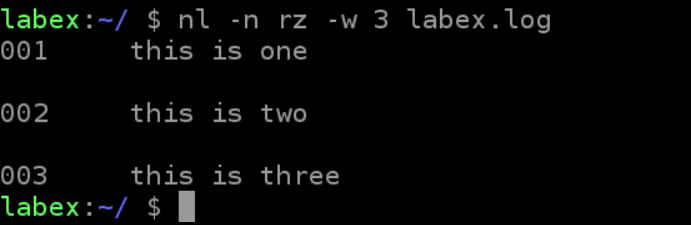 labex:~/ $ nl -n rz -w 3 labex.log
001     this is one
002     this is two
003     this is three
labex:~/ $